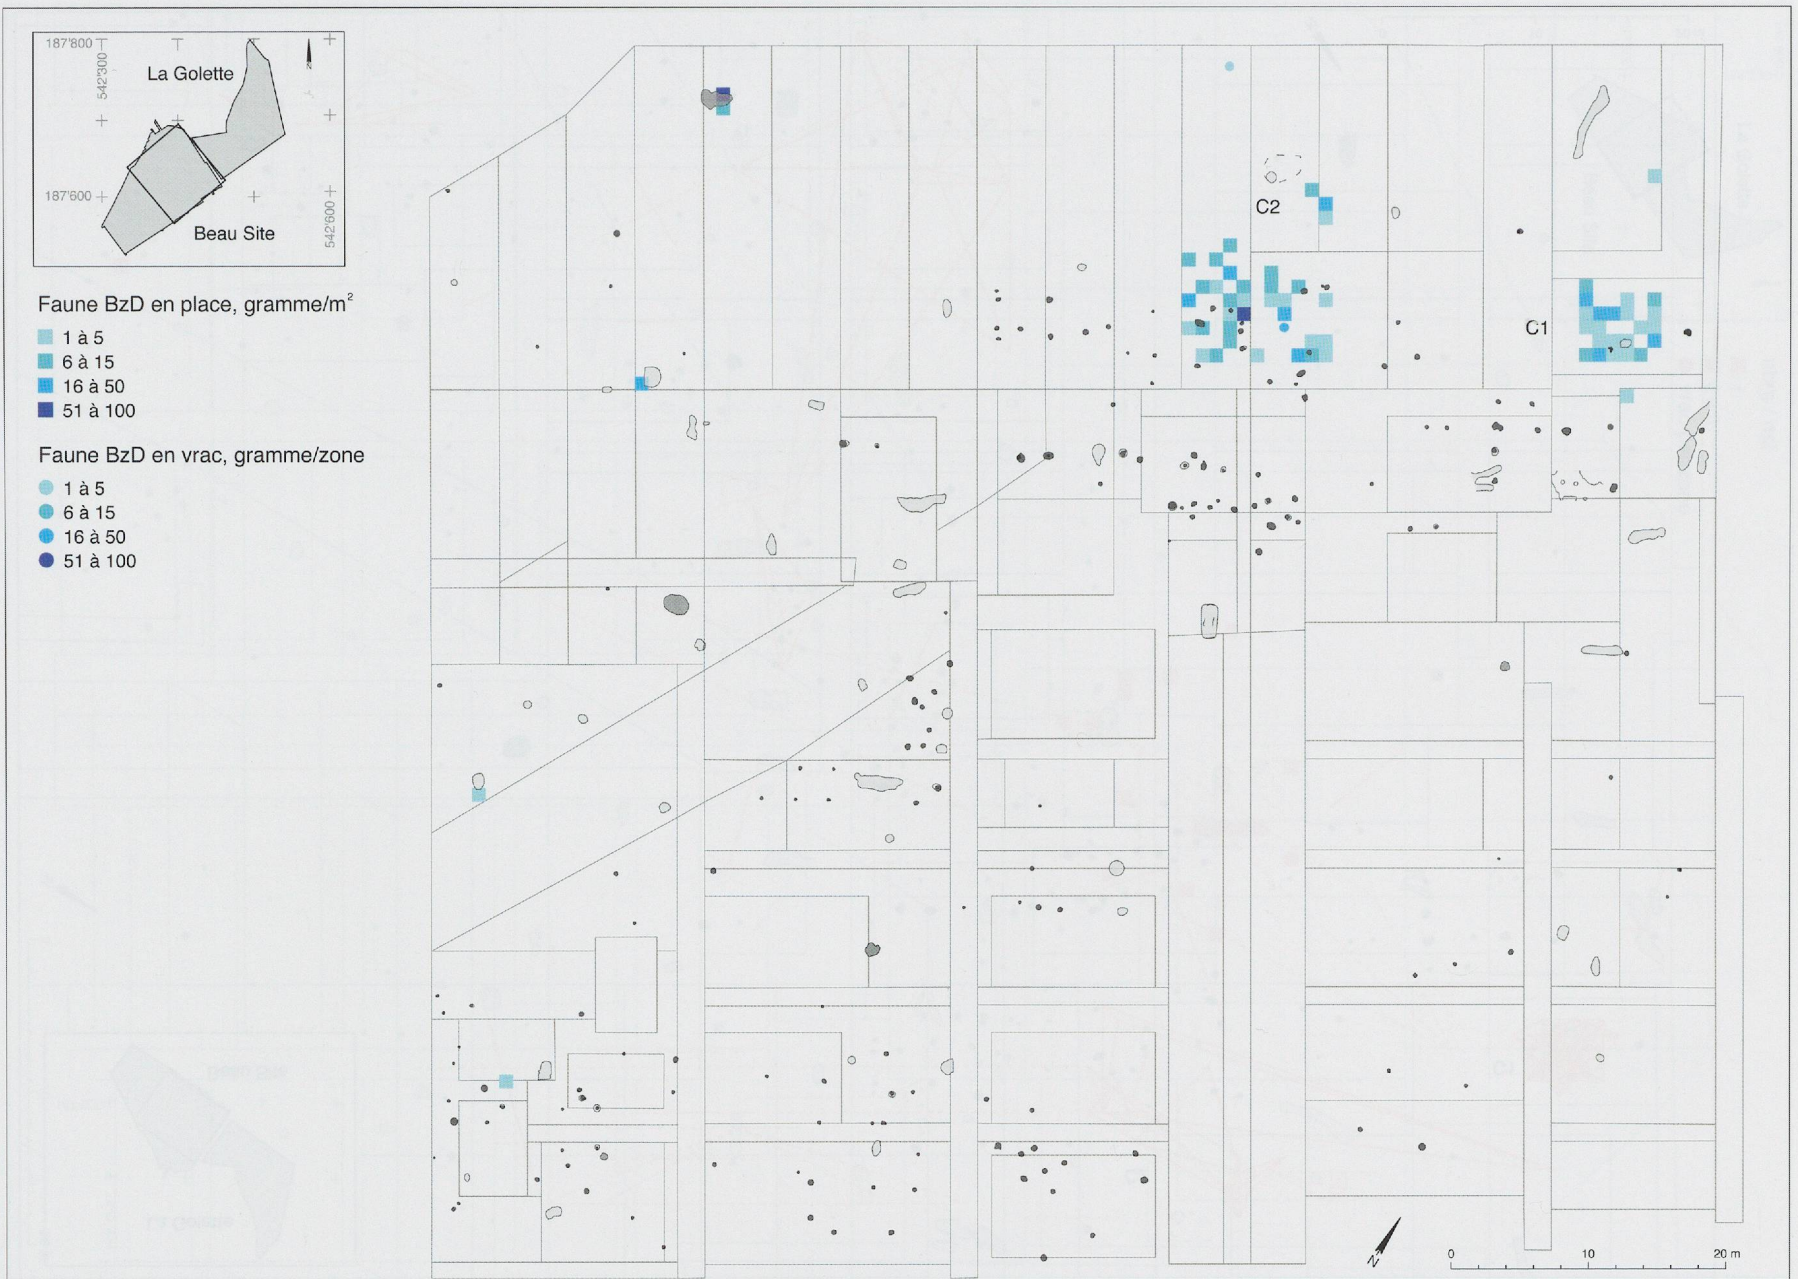 187'800
542'300
La Golette
N
187'600
542'600
Beau Site
Faune BzD en place, gramme/m²
1 à 5
6 à 15
16 à 50
51 à 100
Faune BzD en vrac, gramme/zone
1 à 5
6 à 15
16 à 50
51 à 100
C2
C1
N
0 10 20 m